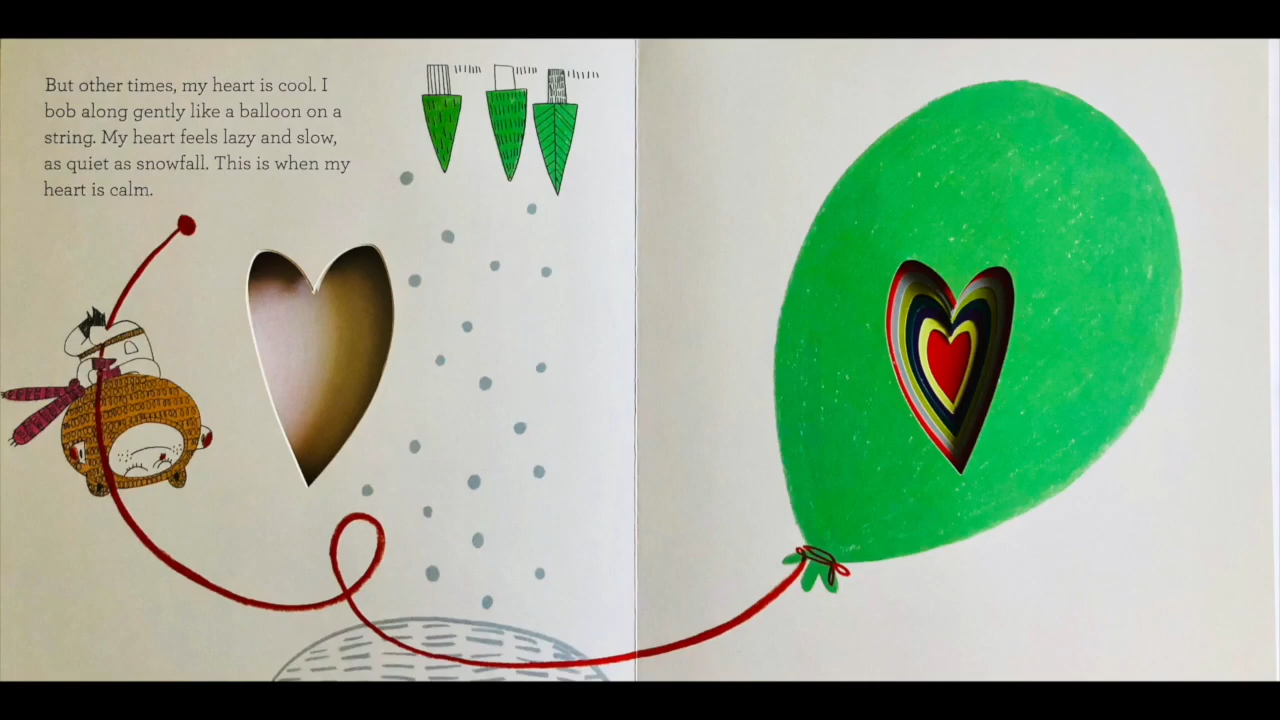 But other times, my heart is cool. I
bob along gently like a balloon on a
string. My heart feels lazy and slow,
as quiet as snowfall. This is when my
heart is calm.